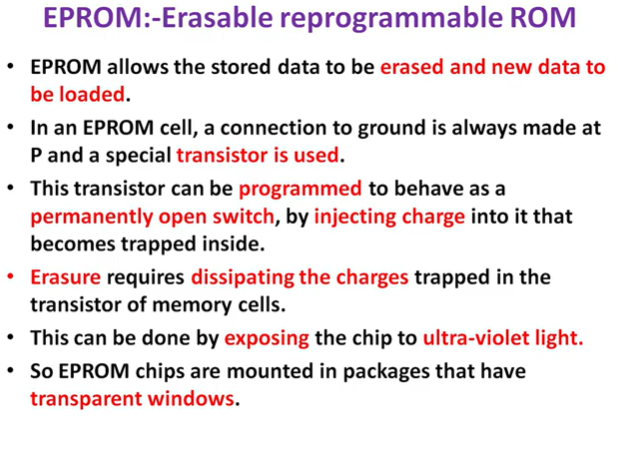 EPROM:-Erasable reprogrammable ROM
• EPROM allows the stored data to be erased and new data to
be loaded.
• In an EPROM cell, a connection to ground is always made at
P and a special transistor is used.
• This transistor can be programmed to behave as a
permanently open switch, by injecting charge into it that
becomes trapped inside.
• Erasure requires dissipating the charges trapped in the
transistor of memory cells.
• This can be done by exposing the chip to ultra-violet light.
• So EPROM chips are mounted in packages that have
transparent windows.